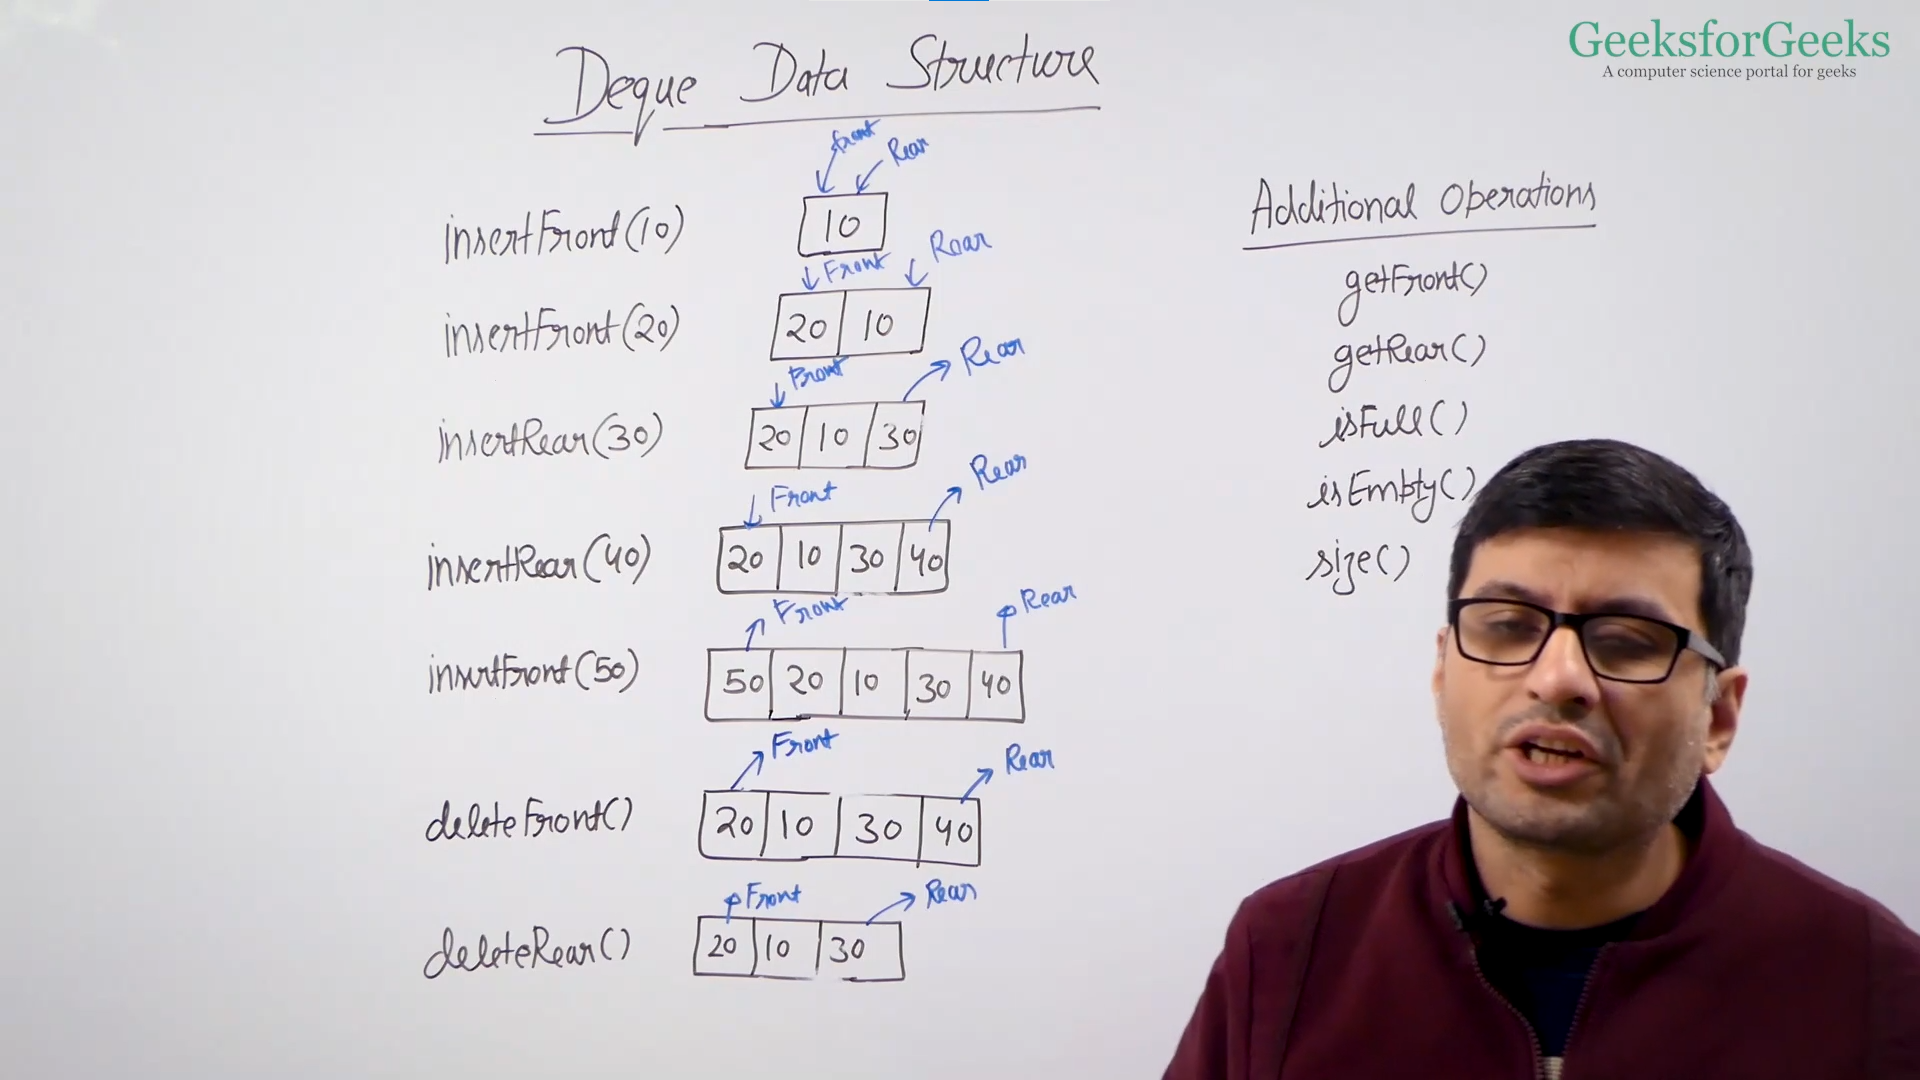 GeeksforGeeks
A computer science portal for geeks
Deque Data Structure
front Rear
insertFront(10) 10
Front Rear
insertFront(20) 20 10
Front Rear
insertRear(30) 20 10 30
Front Rear
insertRear(40) 20 10 30 40
Front Rear
insertFront(50) 50 20 10 30 40
Front Rear
deleteFront() 20 10 30 40
Front Rear
deleteRear() 20 10 30
Additional Operations
getFront()
getRear()
isFull()
isEmpty()
size()